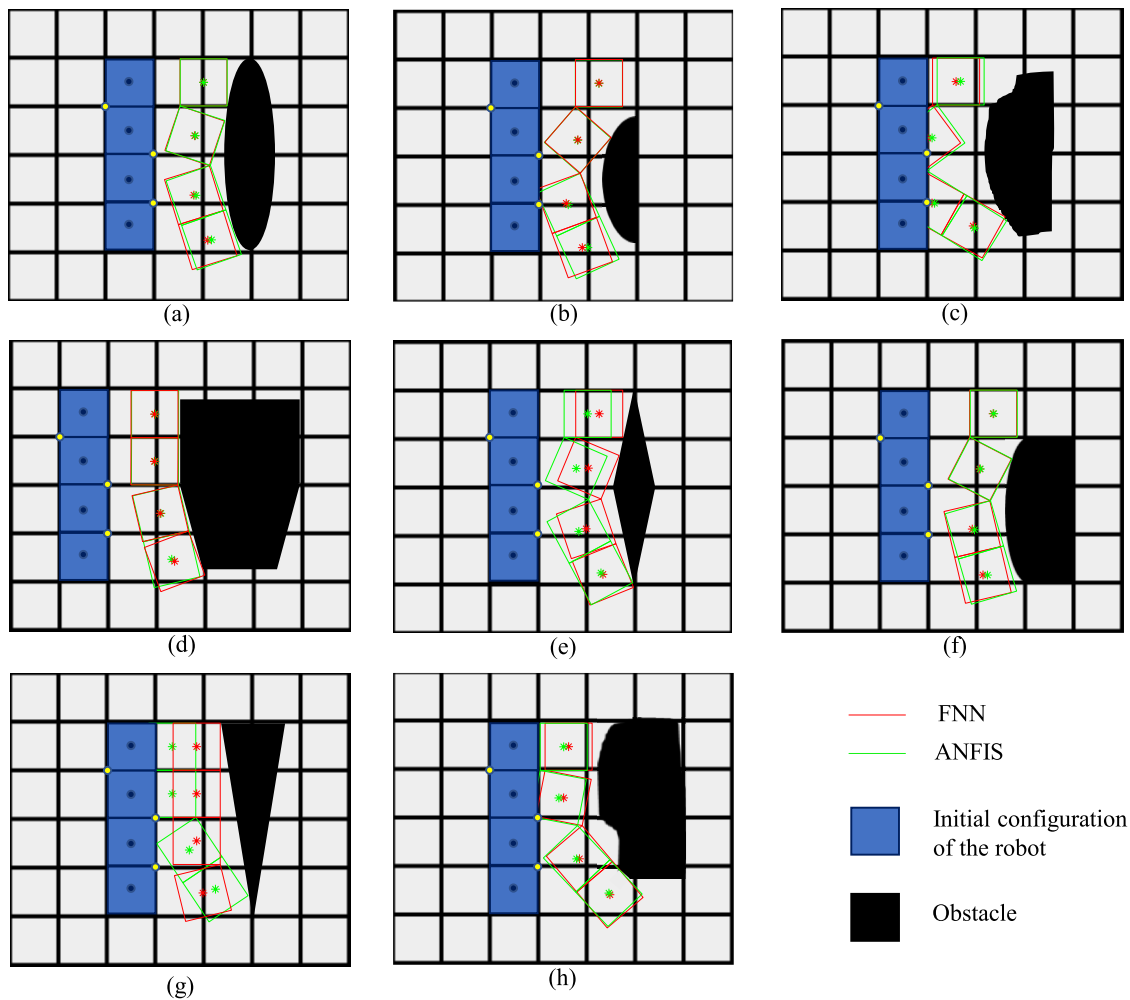 (a)
(b)
(c)
(d)
(e)
(f)
(g)
(h)
FNN
ANFIS
Initial configuration
of the robot
Obstacle